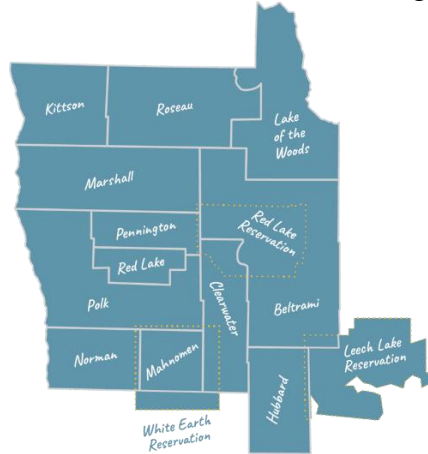 Kittson
Roseau
Lake
of the
Woods
Marshall
Pennington
Red Lake
Red Lake
Reservation
Polk
Clearwater
Beltrami
Norman
Mahnomen
Hubbard
Leech Lake
Reservation
White Earth
Reservation